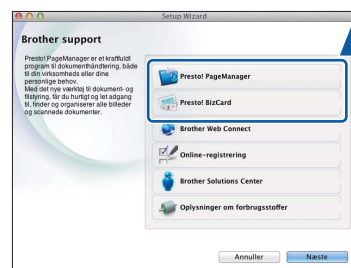 Setup Wizard
Brother support
Presto! PageManager er et kraftfuldt
program til dokumenthåndtering, både
til din virksomheds eller dine
personlige behov.
Med det nye værktøj til dokument- og
filstyring, får du hurtigt og let adgang
til, finder og organiserer alle billeder
og scannede dokumenter.
Presto! PageManager
Presto! BizCard
Brother Web Connect
Online-registrering
Brother Solutions Center
Oplysninger om forbrugsstoffer
Annuller
Næste